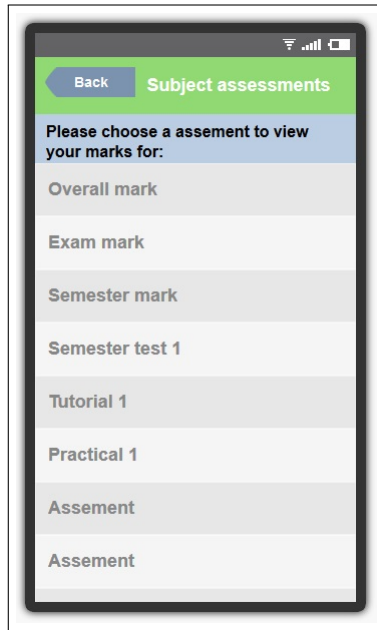 Back
Subject assessments
Please choose a assement to view
your marks for:
Overall mark
Exam mark
Semester mark
Semester test 1
Tutorial 1
Practical 1
Assement
Assement